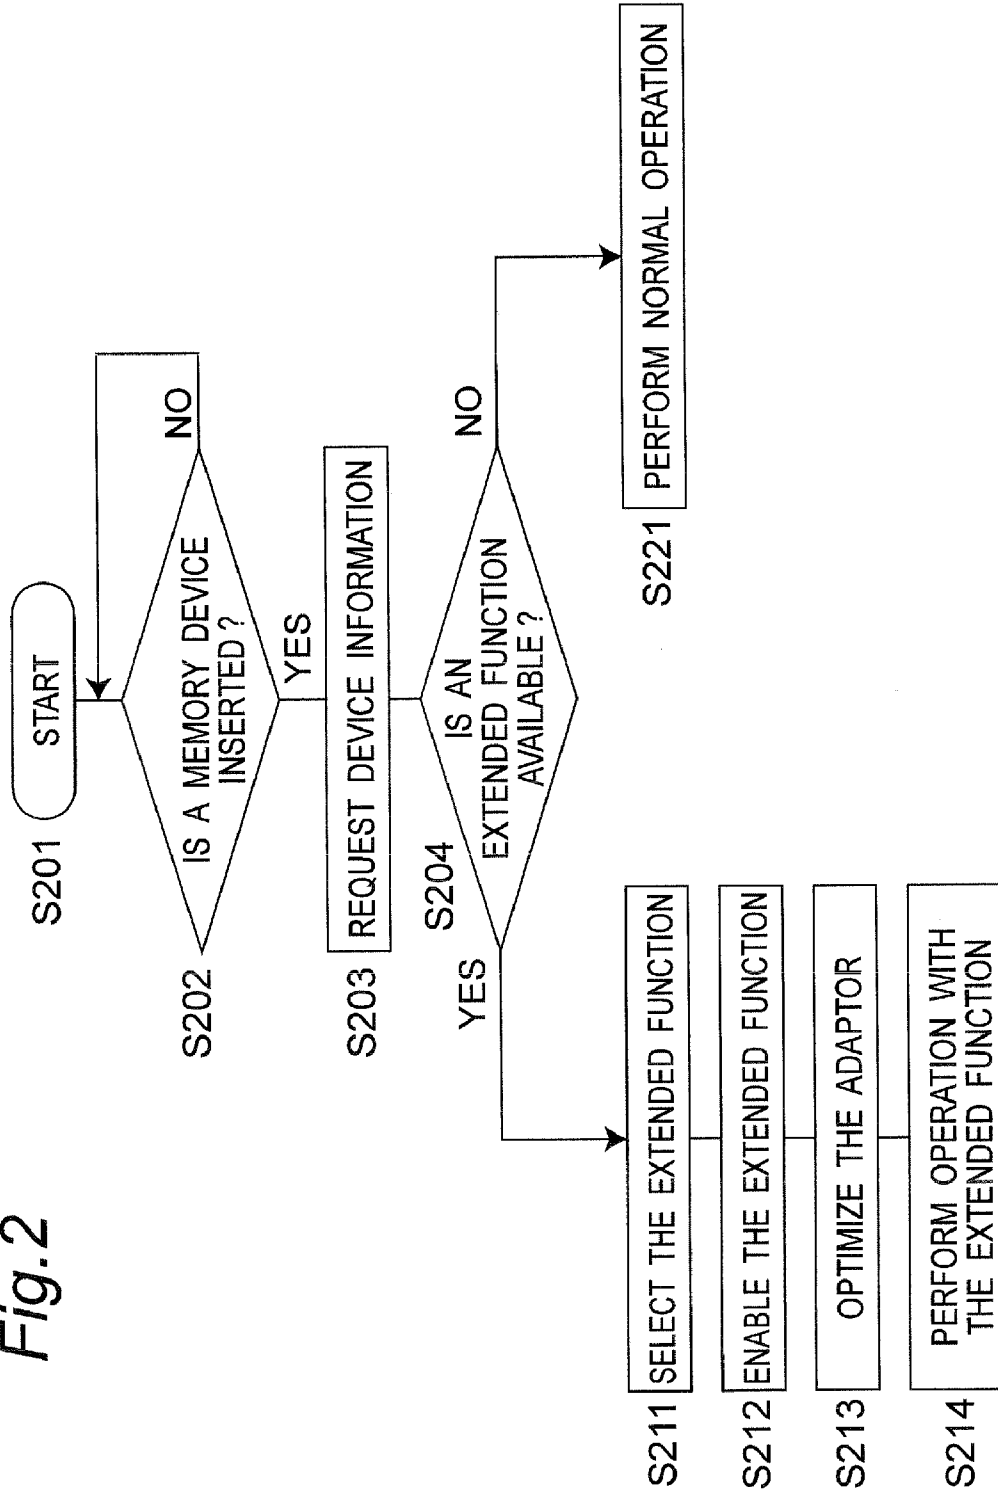 Fig.2
S201
START
S202
IS A MEMORY DEVICE
INSERTED ?
NO
YES
S203
REQUEST DEVICE INFORMATION
S204
IS AN
EXTENDED FUNCTION
AVAILABLE ?
YES
NO
S211
SELECT THE EXTENDED FUNCTION
S221
PERFORM NORMAL OPERATION
S212
ENABLE THE EXTENDED FUNCTION
S213
OPTIMIZE THE ADAPTOR
S214
PERFORM OPERATION WITH
THE EXTENDED FUNCTION